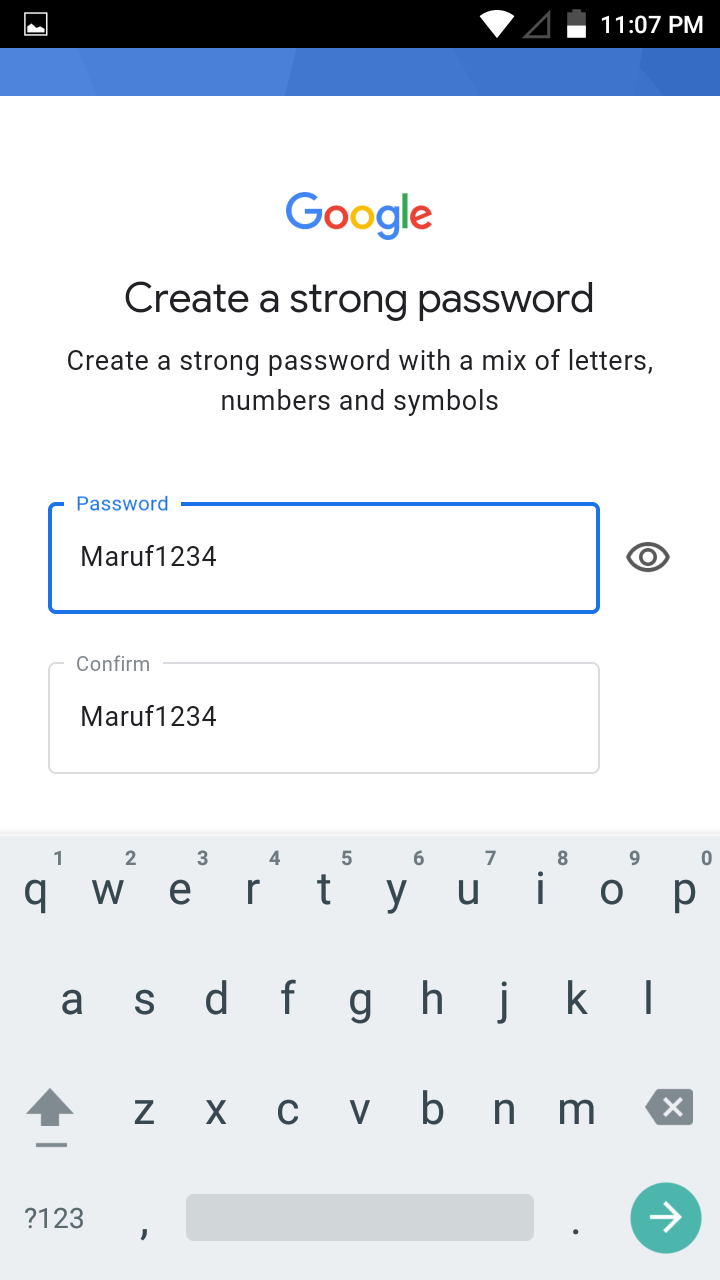 11:07 PM
Google
Create a strong password
Create a strong password with a mix of letters,
numbers and symbols
Password
Maruf1234
Confirm
Maruf1234
1 2 3 4 5 6 7 8 9 0
q w e r t y u i o p
a s d f g h j k l
z x c v b n m
?123 , .